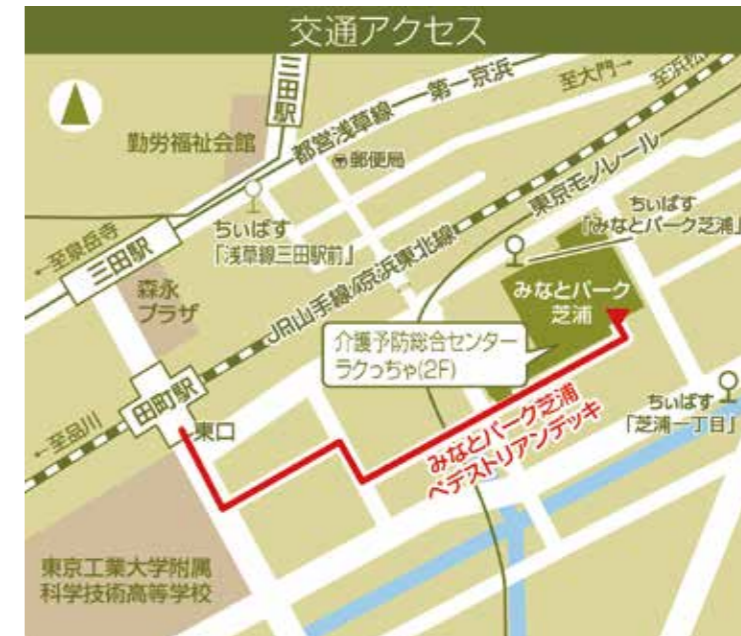 交通アクセス
三田駅
第一京浜
至大門→
至浜松
勤労福祉会館
都営浅草線
郵便局
東京モノレール
ちいばす
「浅草線三田駅前」
ちいばす
「みなとパーク芝浦」
←至泉岳寺
三田駅
森永
プラザ
JR山手線/京浜東北線
みなとパーク
芝浦
介護予防総合センター
ラクっちゃ(2F)
田町駅
東口
←至品川
ちいばす
「芝浦一丁目」
みなとパーク芝浦
ペデストリアンデッキ
東京工業大学附属
科学技術高等学校